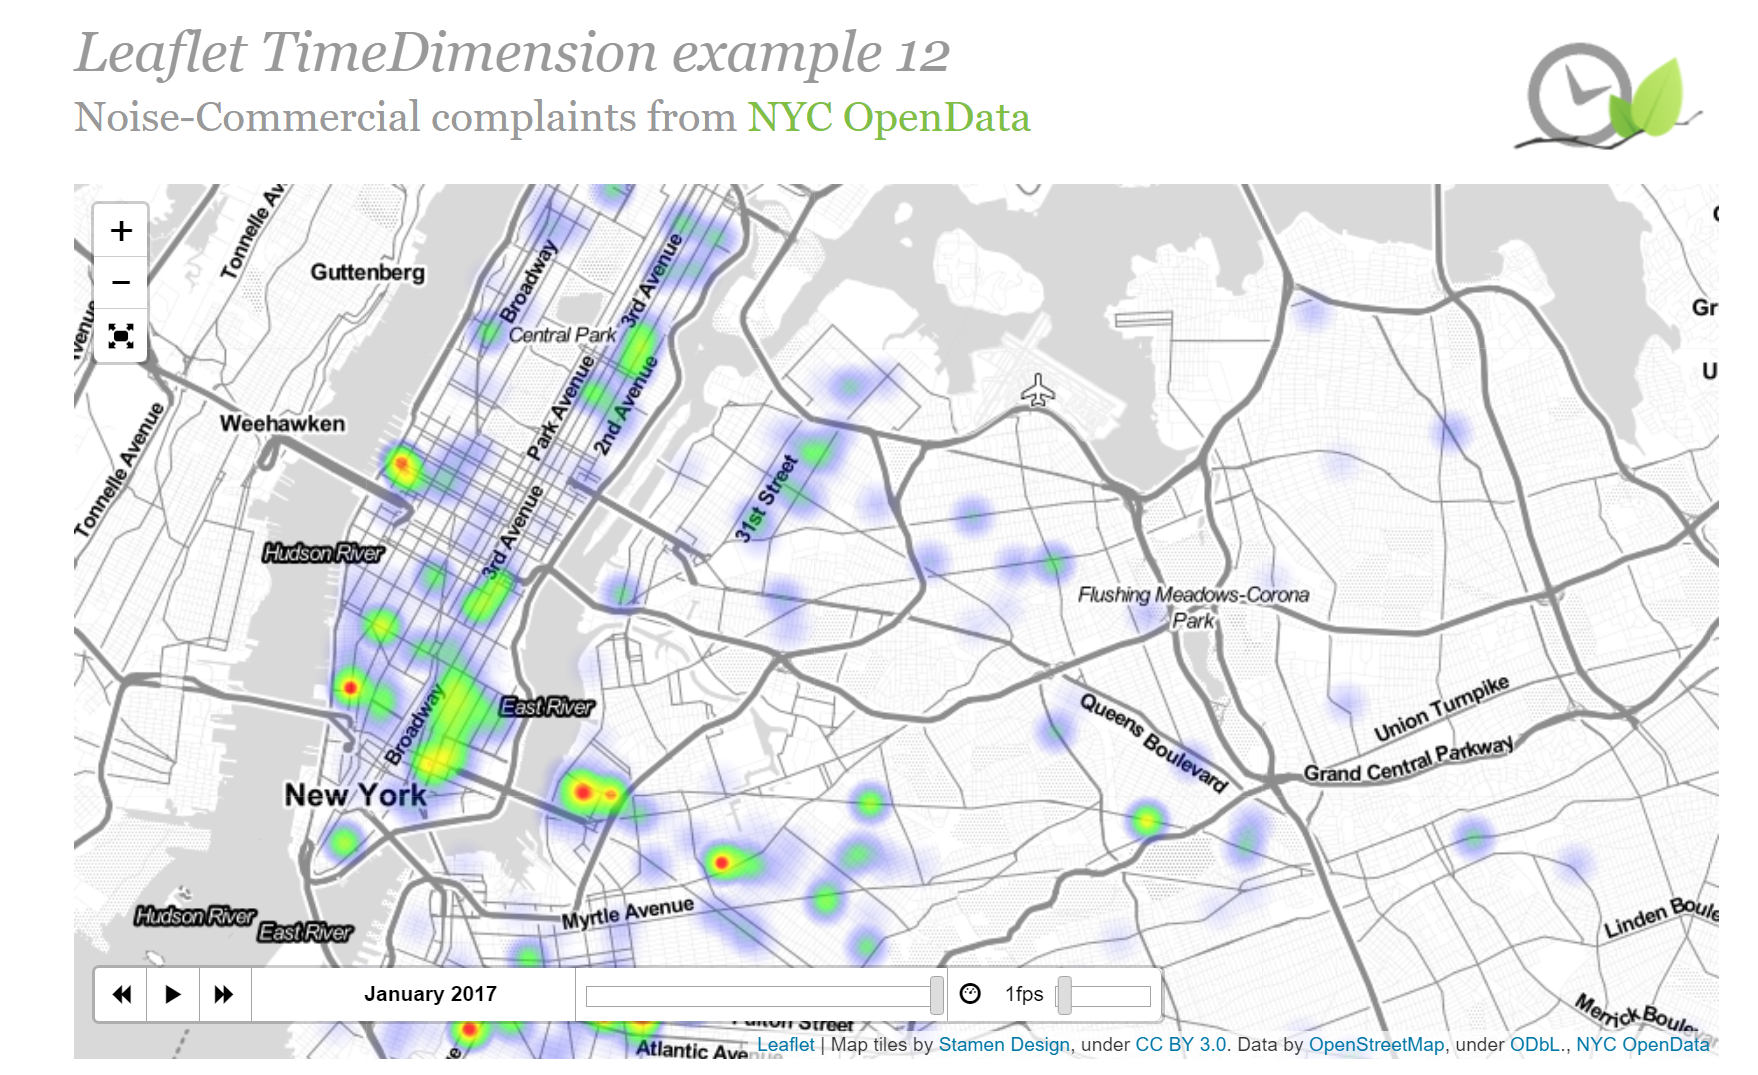 Leaflet TimeDimension example 12
Noise-Commercial complaints from NYC OpenData
+
−
Tonnelle Av
Guttenberg
Broadway
3rd Avenue
Central Park
Gr
U
venue
Park Avenue
2nd Avenue
Weehawken
Tonnelle Avenue
31st Street
3rd Avenue
Hudson River
Flushing Meadows-Corona
Park
East River
Broadway
Queens Boulevard
Union Turnpike
Grand Central Parkway
New York
Myrtle Avenue
Hudson River
East River
Linden Boule
January 2017
1fps
Merrick Boulevar
Fulton Street
Atlantic Avenue
Leaflet | Map tiles by Stamen Design, under CC BY 3.0. Data by OpenStreetMap, under ODbL., NYC OpenData